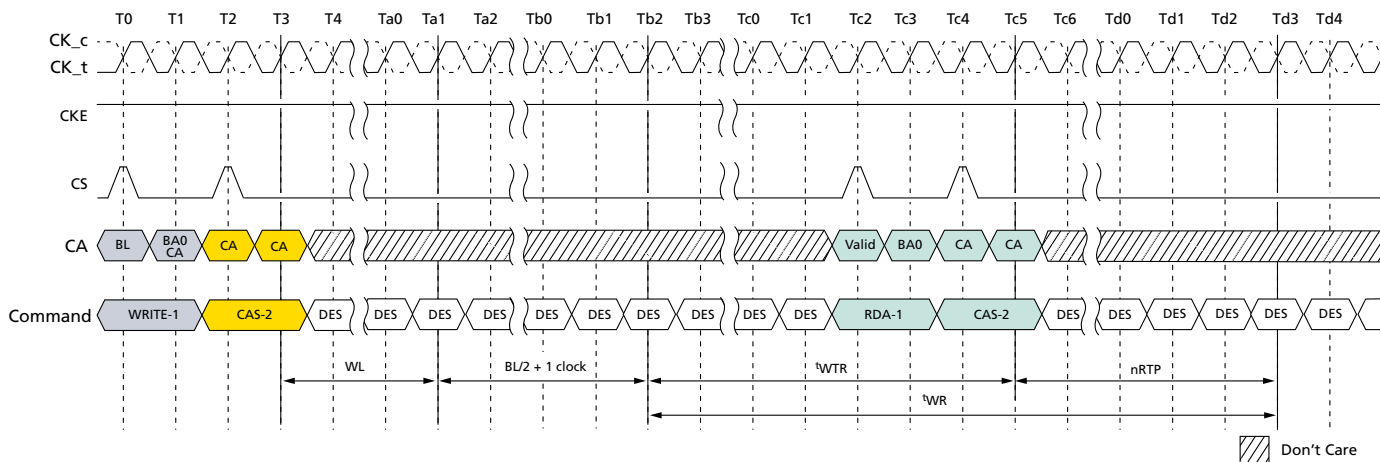 T0 T1 T2 T3 T4 Ta0 Ta1 Ta2 Tb0 Tb1 Tb2 Tb3 Tc0 Tc1 Tc2 Tc3 Tc4 Tc5 Tc6 Td0 Td1 Td2 Td3 Td4
CK_c
CK_t
CKE
CS
CA BL BA0 CA CA CA Valid BA0 CA CA
Command WRITE-1 CAS-2 DES DES DES DES DES DES DES DES DES DES RDA-1 CAS-2 DES DES DES DES DES DES
WL BL/2 + 1 clock tWTR nRTP
tWR
Don't Care